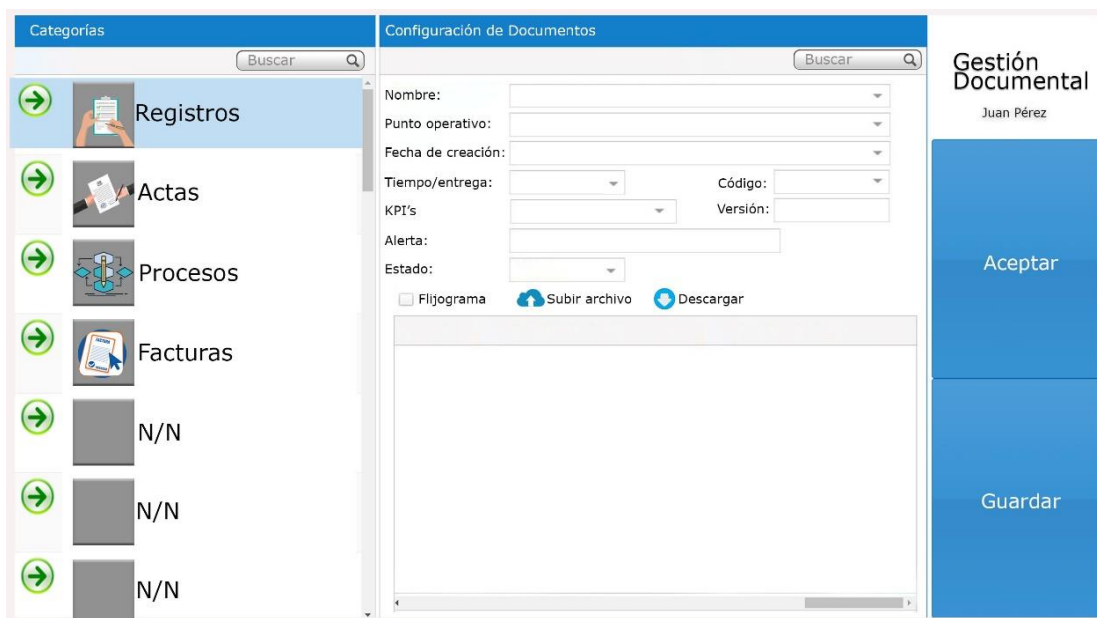 Categorías
Buscar
Registros
Actas
Procesos
FACTURA
Facturas
N/N
N/N
N/N
Configuración de Documentos
Buscar
Nombre:
Punto operativo:
Fecha de creación:
Tiempo/entrega:
Código:
KPI's
Versión:
Alerta:
Estado:
Flijograma
Subir archivo
Descargar
Gestión
Documental
Juan Pérez
Aceptar
Guardar